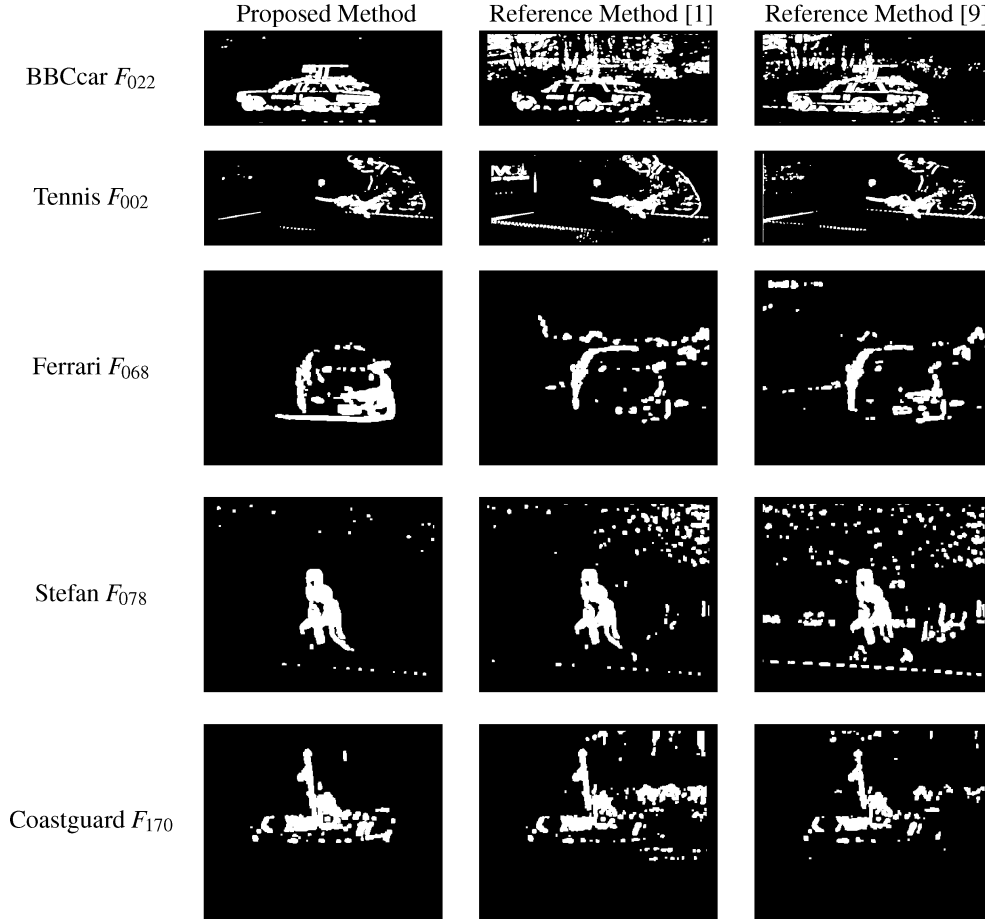 Proposed Method Reference Method [1] Reference Method [9]
BBCcar F022
Tennis F002
Ferrari F068
Stefan F078
Coastguard F170